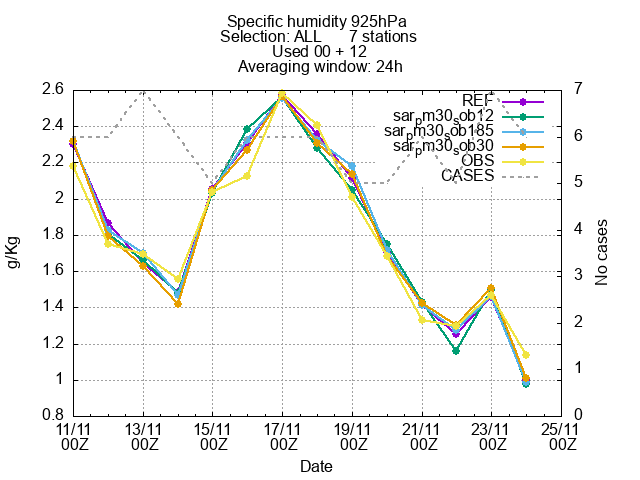 Specific humidity 925hPa
Selection: ALL 7 stations
Used 00 + 12
Averaging window: 24h
2.6
2.4
2.2
2
1.8
1.6
1.4
1.2
1
0.8
g/Kg
7
6
5
4
3
2
1
0
No cases
REF
sarpm30sob12
sarpm30sob185
sarpm30sob30
OBS
CASES
11/11 13/11 15/11 17/11 19/11 21/11 23/11 25/11
00Z 00Z 00Z 00Z 00Z 00Z 00Z 00Z
Date